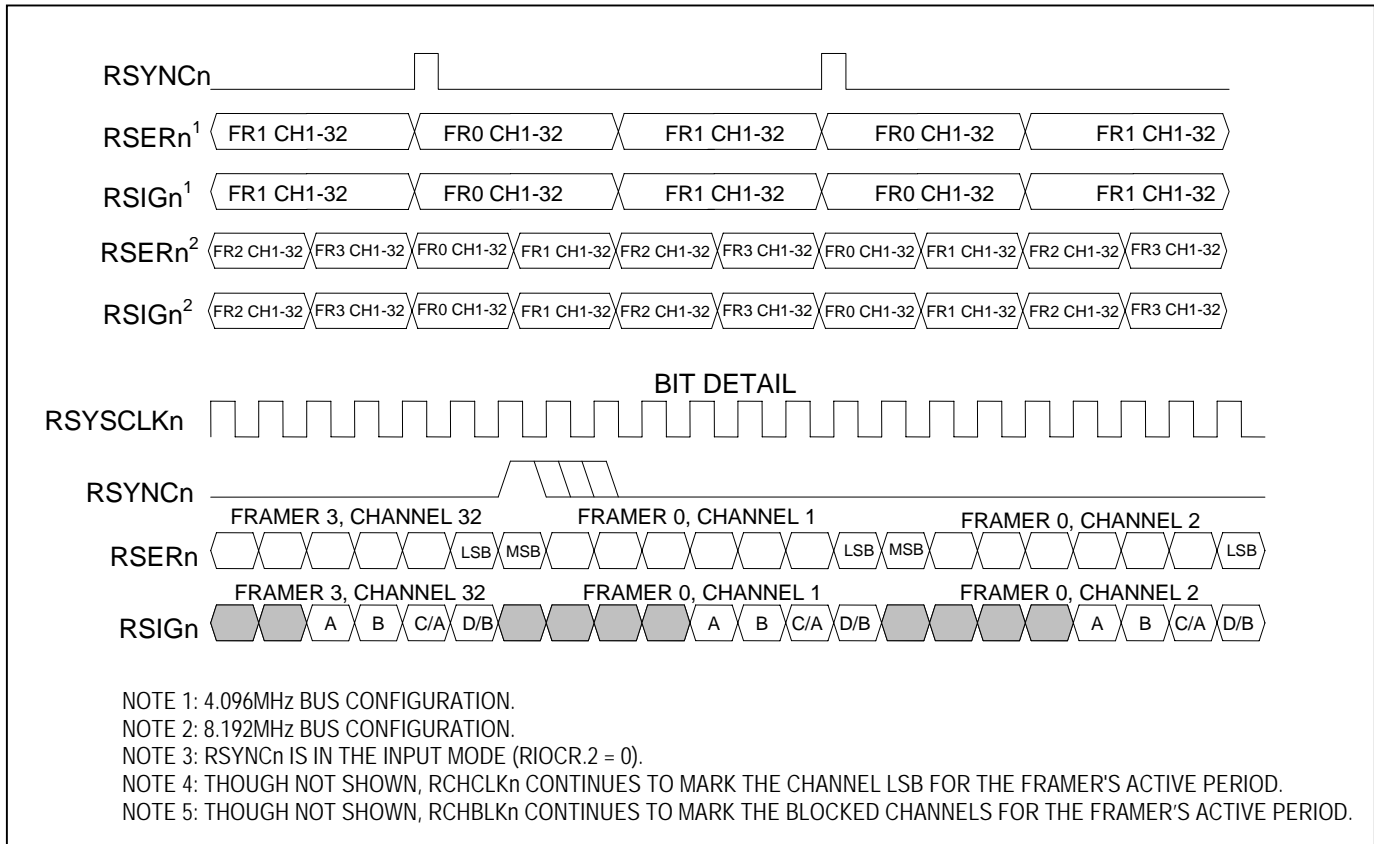 RSYNCn
RSERn1 FR1 CH1-32 FR0 CH1-32 FR1 CH1-32 FR0 CH1-32 FR1 CH1-32
RSIGn1 FR1 CH1-32 FR0 CH1-32 FR1 CH1-32 FR0 CH1-32 FR1 CH1-32
RSERn2 FR2 CH1-32 FR3 CH1-32 FR0 CH1-32 FR1 CH1-32 FR2 CH1-32 FR3 CH1-32 FR0 CH1-32 FR1 CH1-32 FR2 CH1-32 FR3 CH1-32
RSIGn2 FR2 CH1-32 FR3 CH1-32 FR0 CH1-32 FR1 CH1-32 FR2 CH1-32 FR3 CH1-32 FR0 CH1-32 FR1 CH1-32 FR2 CH1-32 FR3 CH1-32
BIT DETAIL
RSYSCLKn
RSYNCn
FRAMER 3, CHANNEL 32 FRAMER 0, CHANNEL 1 FRAMER 0, CHANNEL 2
RSERn LSB MSB LSB MSB LSB
FRAMER 3, CHANNEL 32 FRAMER 0, CHANNEL 1 FRAMER 0, CHANNEL 2
RSIGn A B C/A D/B A B C/A D/B A B C/A D/B
NOTE 1: 4.096MHz BUS CONFIGURATION.
NOTE 2: 8.192MHz BUS CONFIGURATION.
NOTE 3: RSYNCn IS IN THE INPUT MODE (RIOCR.2 = 0).
NOTE 4: THOUGH NOT SHOWN, RCHCLKn CONTINUES TO MARK THE CHANNEL LSB FOR THE FRAMER'S ACTIVE PERIOD.
NOTE 5: THOUGH NOT SHOWN, RCHBLKn CONTINUES TO MARK THE BLOCKED CHANNELS FOR THE FRAMER’S ACTIVE PERIOD.